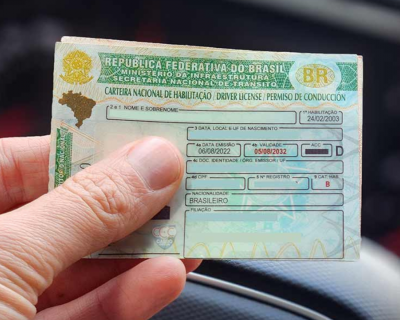 REPÚBLICA FEDERATIVA DO BRASIL
MINISTÉRIO DA INFRAESTRUTURA
SECRETARIA NACIONAL DE TRÂNSITO
BR
CARTEIRA NACIONAL DE HABILITAÇÃO / DRIVER LICENSE / PERMISO DE CONDUCCIÓN
2 e 1 NOME E SOBRENOME
1ª HABILITAÇÃO
24/02/2003
3 DATA, LOCAL E UF DE NASCIMENTO
4a DATA EMISSÃO
4b VALIDADE
ACC
D
06/08/2022
05/08/2032
4c DOC. IDENTIDADE / ORG. EMISSOR / UF
4d CPF
5 Nº REGISTRO
9 CAT HAB
B
NACIONALIDADE
BRASILEIRO
FILIAÇÃO